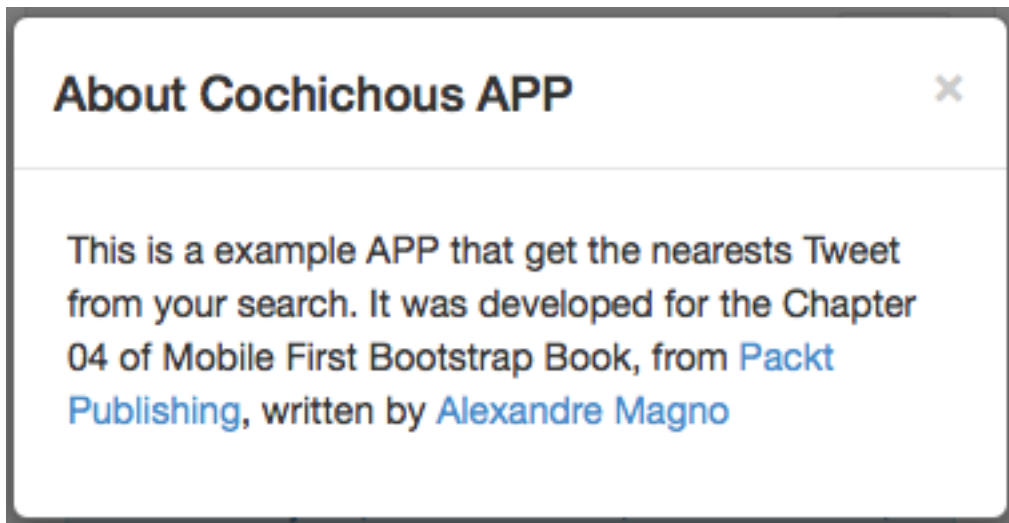 About Cochichous APP
×
This is a example APP that get the nearests Tweet
from your search. It was developed for the Chapter
04 of Mobile First Bootstrap Book, from Packt
Publishing, written by Alexandre Magno